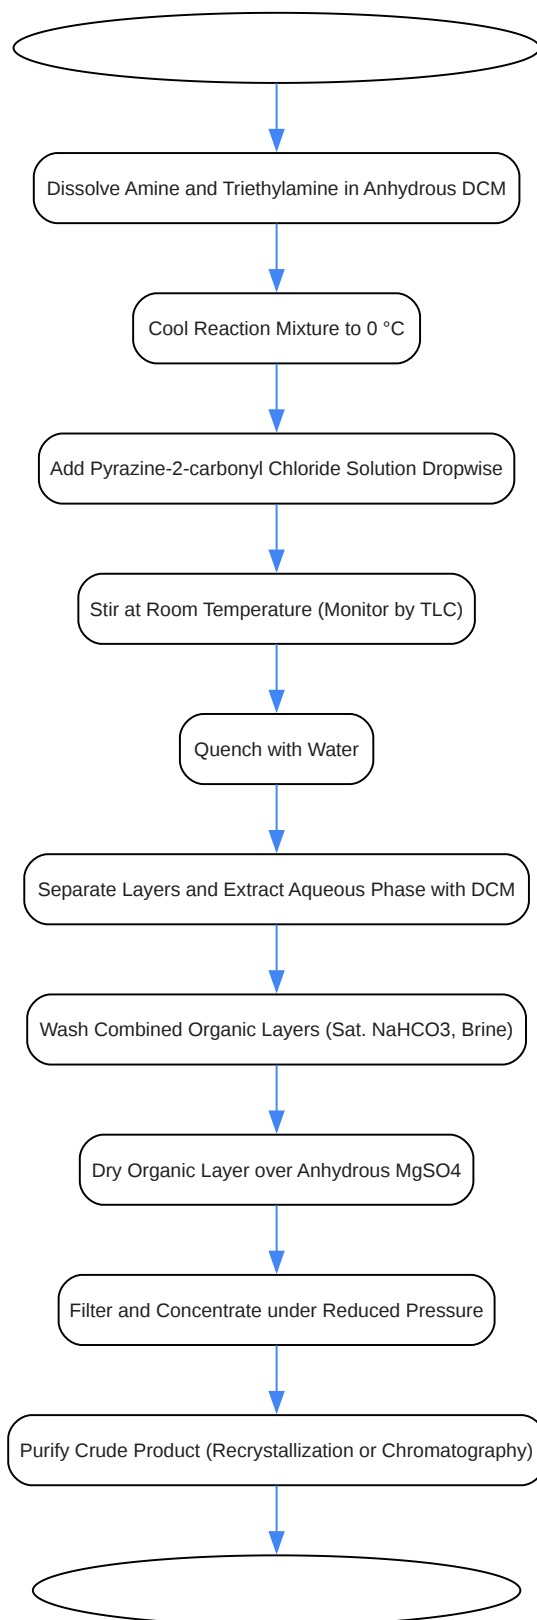 Dissolve Amine and Triethylamine in Anhydrous DCM
Cool Reaction Mixture to 0 °C
Add Pyrazine-2-carbonyl Chloride Solution Dropwise
Stir at Room Temperature (Monitor by TLC)
Quench with Water
Separate Layers and Extract Aqueous Phase with DCM
Wash Combined Organic Layers (Sat. NaHCO3, Brine)
Dry Organic Layer over Anhydrous MgSO4
Filter and Concentrate under Reduced Pressure
Purify Crude Product (Recrystallization or Chromatography)